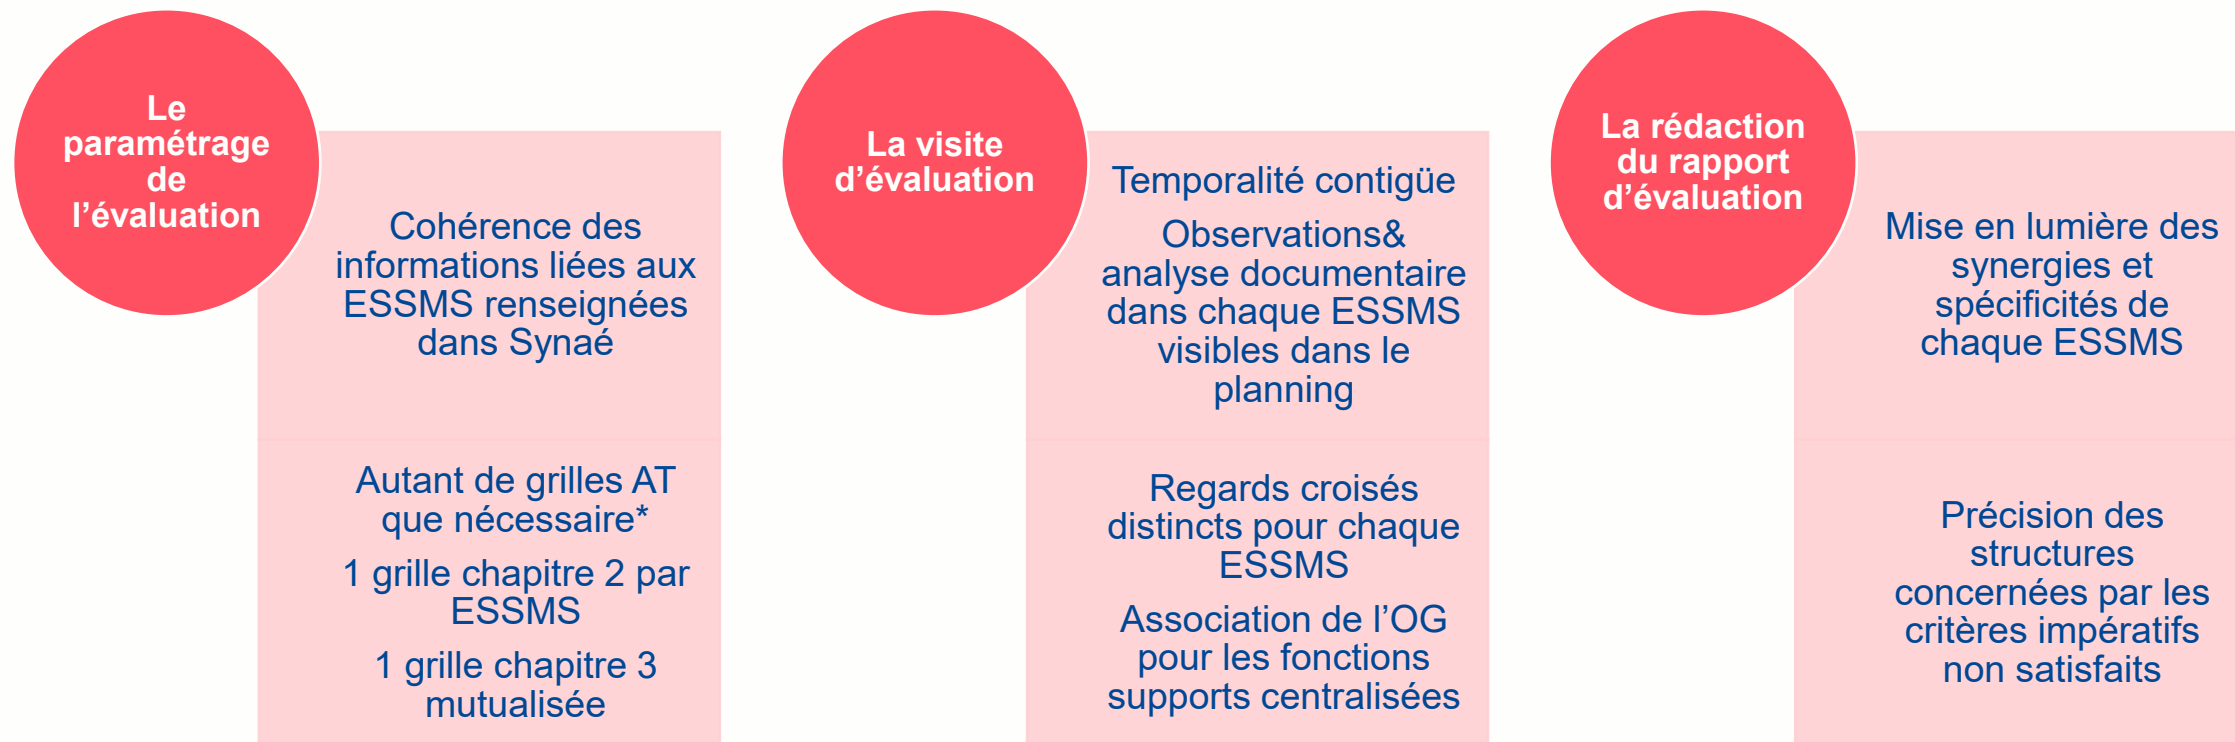 Le
paramétrage
de
l’évaluation
Cohérence des
informations liées aux
ESSMS renseignées
dans Synaé
Autant de grilles AT
que nécessaire*
1 grille chapitre 2 par
ESSMS
1 grille chapitre 3
mutualisée
La visite
d’évaluation
Temporalité contigüe
Observations&
analyse documentaire
dans chaque ESSMS
visibles dans le
planning
Regards croisés
distincts pour chaque
ESSMS
Association de l’OG
pour les fonctions
supports centralisées
La rédaction
du rapport
d’évaluation
Mise en lumière des
synergies et
spécificités de
chaque ESSMS
Précision des
structures
concernées par les
critères impératifs
non satisfaits